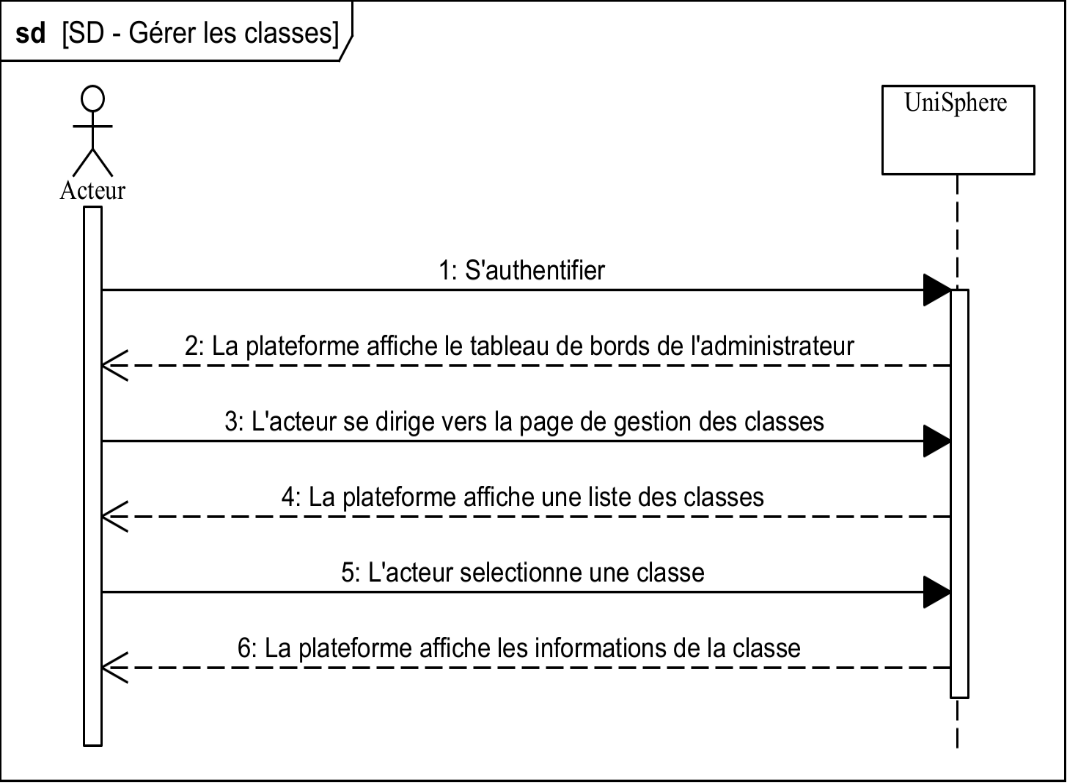 sd [SD - Gérer les classes]
UniSphere
Acteur
1: S'authentifier
2: La plateforme affiche le tableau de bords de l'administrateur
3: L'acteur se dirige vers la page de gestion des classes
4: La plateforme affiche une liste des classes
5: L'acteur selectionne une classe
6: La plateforme affiche les informations de la classe